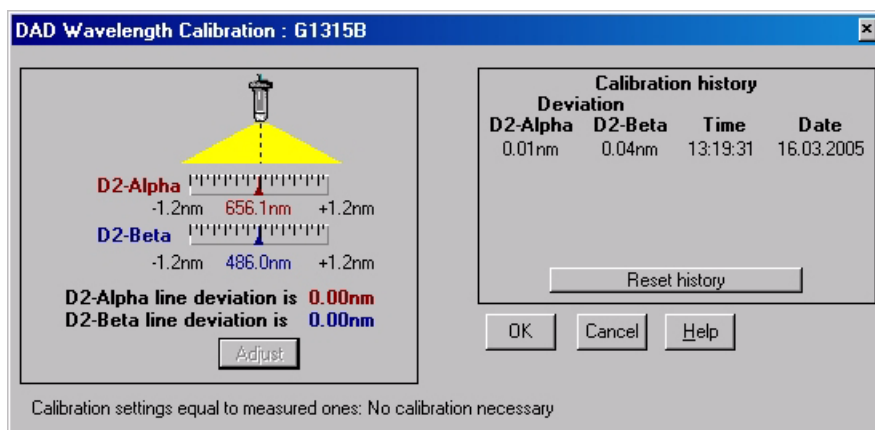 DAD Wavelength Calibration : G1315B
D2-Alpha
-1.2nm 656.1nm +1.2nm
D2-Beta
-1.2nm 486.0nm +1.2nm
D2-Alpha line deviation is 0.00nm
D2-Beta line deviation is 0.00nm
Adjust
Calibration history
Deviation
D2-Alpha D2-Beta Time Date
0.01nm 0.04nm 13:19:31 16.03.2005
Reset history
OK Cancel Help
Calibration settings equal to measured ones: No calibration necessary